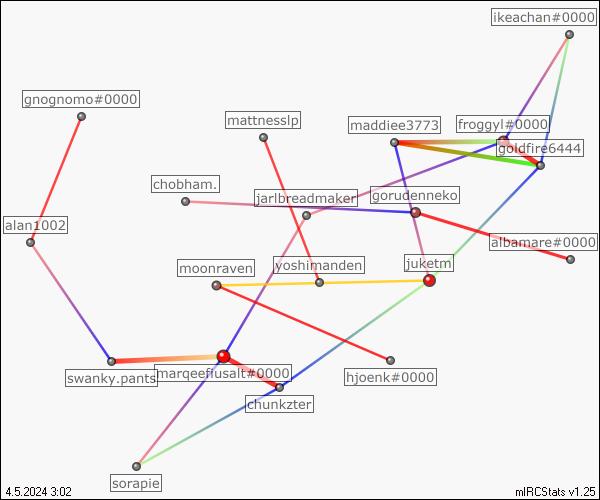 ikeachan#0000
gnognomo#0000
mattnesslp
maddiee3773
froggyl#0000
goldfire6444
chobham.
jarlbreadmaker
gorudenneko
alan1002
albamare#0000
moonraven
yoshimanden
juketm
swanky.pants
marqeefiusalt#0000
hjoenk#0000
chunkzter
sorapie
4.5.2024 3:02
mIRCStats v1.25